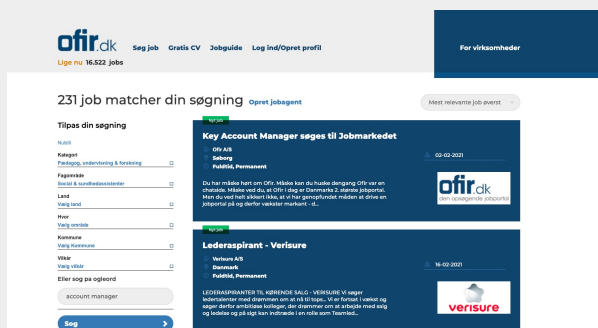 ofir.dk
Søg job Gratis CV Jobguide Log ind/Opret profil
For virksomheder
Lige nu 16.522 jobs
231 job matcher din søgning Opret jobagent
Mest relevante job øverst
Tilpas din søgning
Nulstil
Kategori
Pædagog, undervisning & forskning
Fagområde
Social & sundhedassistenter
Land
Vælg land
Hvor
Vælg område
Kommune
Vælg Kommune
Vilkår
Vælg vilkår
Eller søg på ogleord
account manager
Søg
Nyt job
Key Account Manager søges til Jobmarkedet
Ofir A/S
Søborg
Fuldtid, Permanent
02-02-2021
Du har måske hørt om Ofir. Måske kan du huske dengang Ofir var en
chatside. Måske ved du, at Ofir i dag er Danmarks 2. største jobportal.
Men du ved helt sikkert ikke, at vi har genopfundet måden at drive en
jobportal på og derfor vækster markant - d...
ofir.dk
den opsøgende jobportal
Nyt job
Lederaspirant - Verisure
Verisure A/S
Danmark
Fuldtid, Permanent
16-02-2021
LEDERASPIRANTER TIL KØRENDE SALG - VERISURE Vi søger
ledertalenter med drømmen om at nå til tops... Vi er fortsat i vækst og
søger derfor ambitiøse kolleger, der drømmer om at arbejde med salg
og ledelse og på sigt kan indtræde i en rolle som Teamled...
verisure